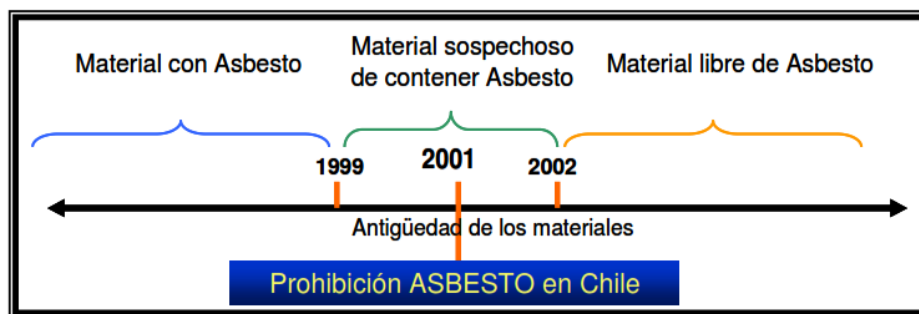 Material con Asbesto
Material sospechoso
de contener Asbesto
Material libre de Asbesto
1999
2001
2002
Antigüedad de los materiales
Prohibición ASBESTO en Chile